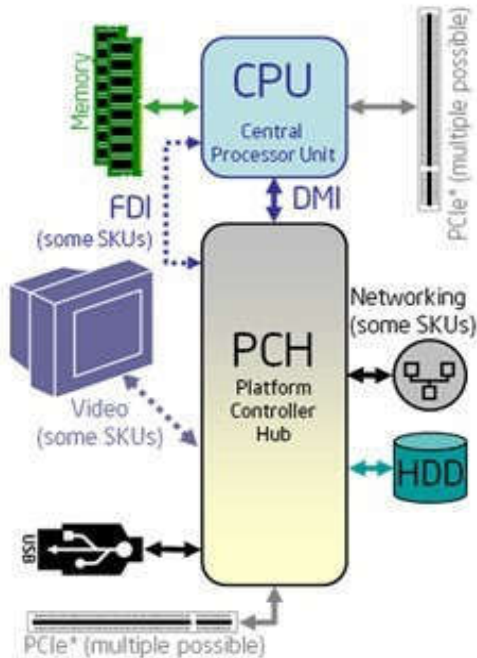 Memory
CPU
Central
Processor Unit
PCIe* (multiple possible)
FDI
(some SKUs)
DMI
Networking
(some SKUs)
PCH
Platform
Controller
Hub
Video
(some SKUs)
HDD
USB
PCIe* (multiple possible)